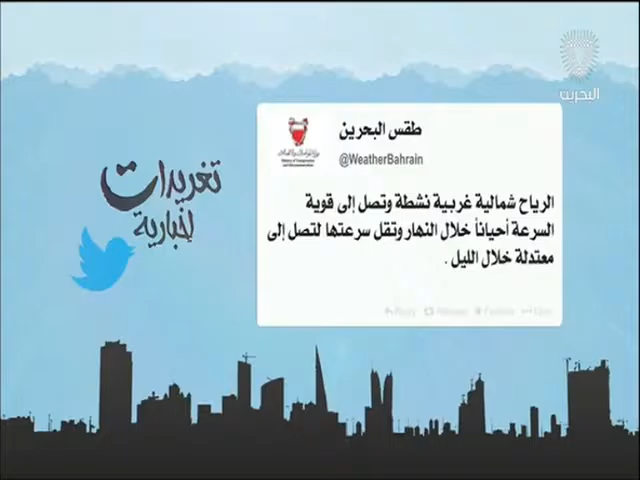 البحرين
تغريدات
إخبارية
طقس البحرين
@WeatherBahrain
الرياح شمالية غربية نشطة وتصل إلى قوية
السرعة أحياناً خلال النهار وتقل سرعتها لتصل إلى
معتدلة خلال الليل .
Reply